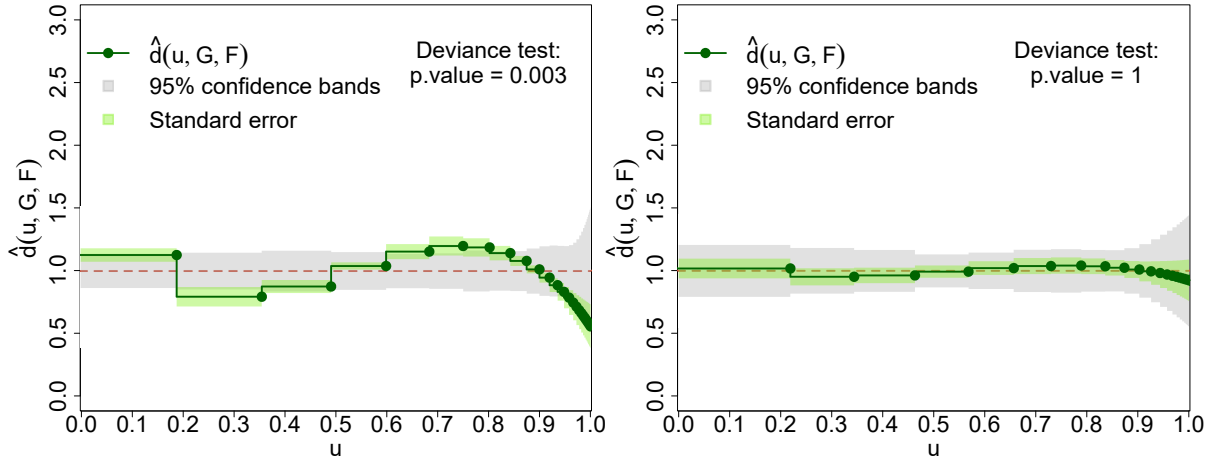 d̂(u, G, F)
95% confidence bands
Standard error
Deviance test:
p.value = 0.003
d̂(u, G, F)
3.0
2.5
2.0
1.5
1.0
0.5
0.0
0.0 0.1 0.2 0.3 0.4 0.5 0.6 0.7 0.8 0.9 1.0
u
d̂(u, G, F)
95% confidence bands
Standard error
Deviance test:
p.value = 1
d̂(u, G, F)
3.0
2.5
2.0
1.5
1.0
0.5
0.0
0.0 0.1 0.2 0.3 0.4 0.5 0.6 0.7 0.8 0.9 1.0
u